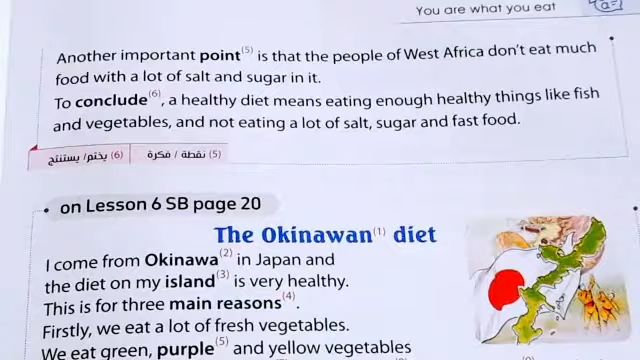 You are what you eat
Another important point(5) is that the people of West Africa don't eat much
food with a lot of salt and sugar in it.
To conclude(6), a healthy diet means eating enough healthy things like fish
and vegetables, and not eating a lot of salt, sugar and fast food.
(5) نقطة / فكرة
(6) يختم/ يستنتج
on Lesson 6 SB page 20
The Okinawan(1) diet
I come from Okinawa(2) in Japan and
the diet on my island(3) is very healthy.
This is for three main reasons(4).
Firstly, we eat a lot of fresh vegetables.
We eat green, purple(5) and yellow vegetables